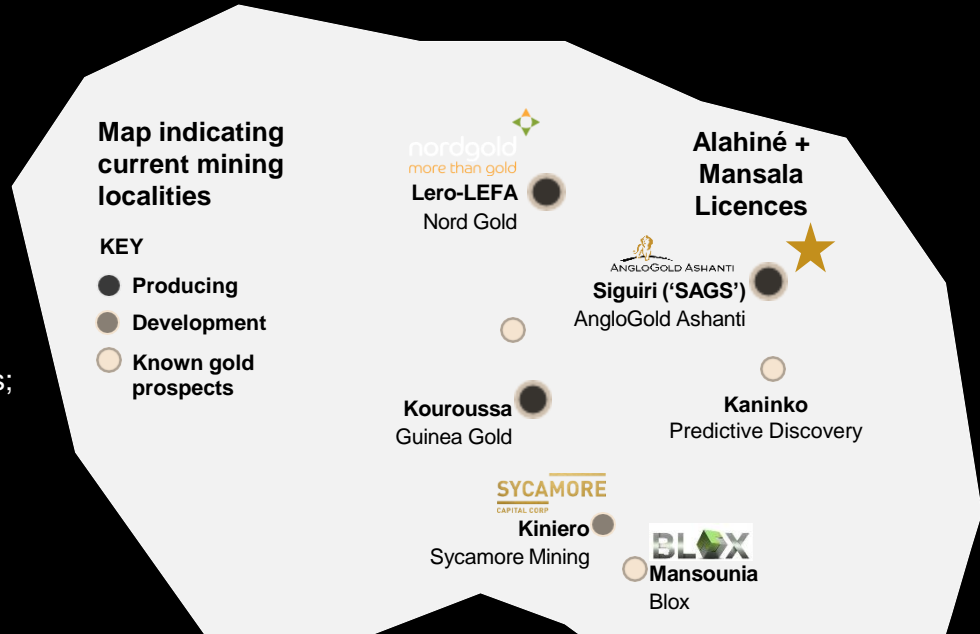 Map indicating
current mining
localities
KEY
Producing
Development
Known gold
prospects
s;
nordgold
more than gold
Lero-LEFA
Nord Gold
Alahiné +
Mansala
Licences
ANGLOGOLD ASHANTI
Siguiri (‘SAGS’)
AngloGold Ashanti
Kouroussa
Guinea Gold
Kaninko
Predictive Discovery
SYCAMORE
CAPITAL CORP
Kiniero
Sycamore Mining
BLOX
Mansounia
Blox